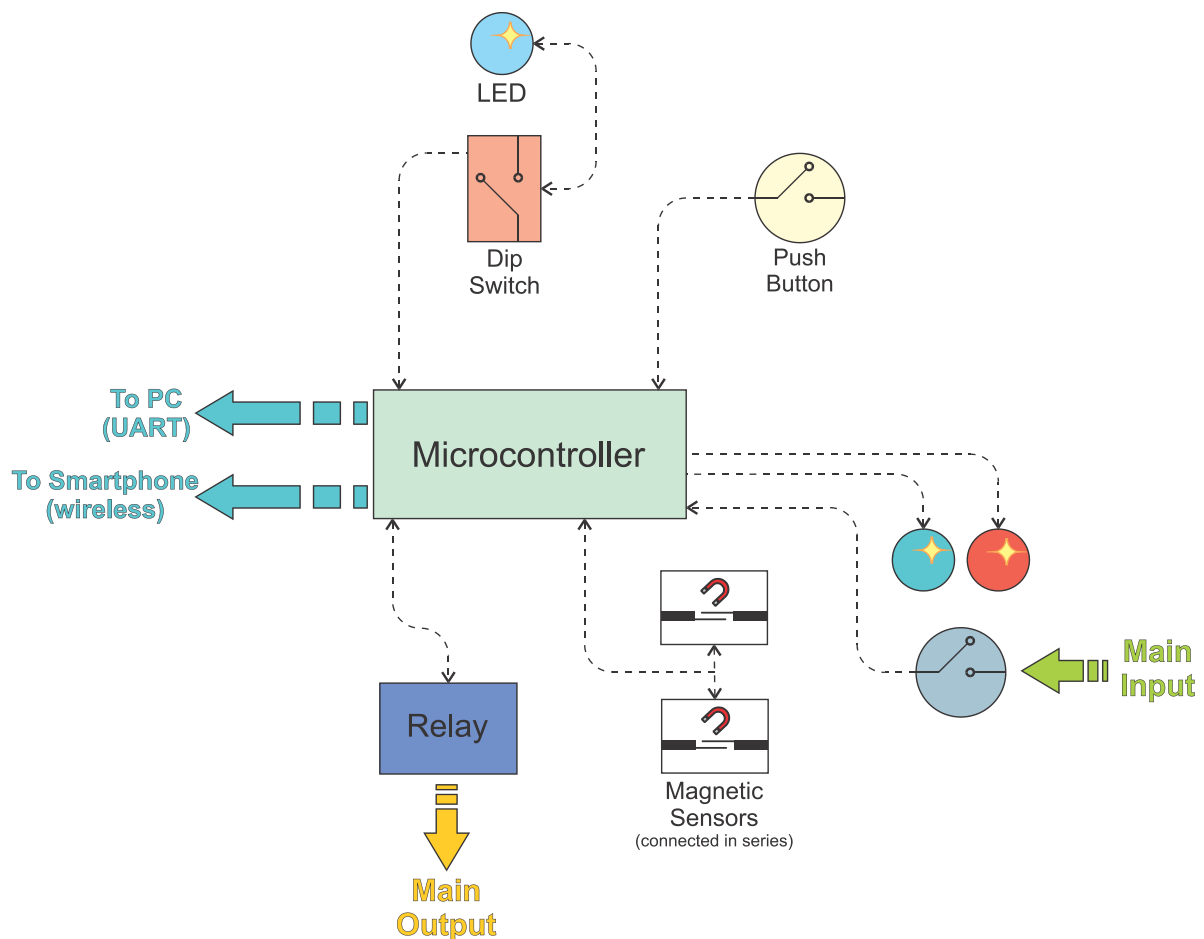 LED
Dip
Switch
Push
Button
To PC
(UART)
Microcontroller
To Smartphone
(wireless)
Main
Input
Relay
Magnetic
Sensors
(connected in series)
Main
Output